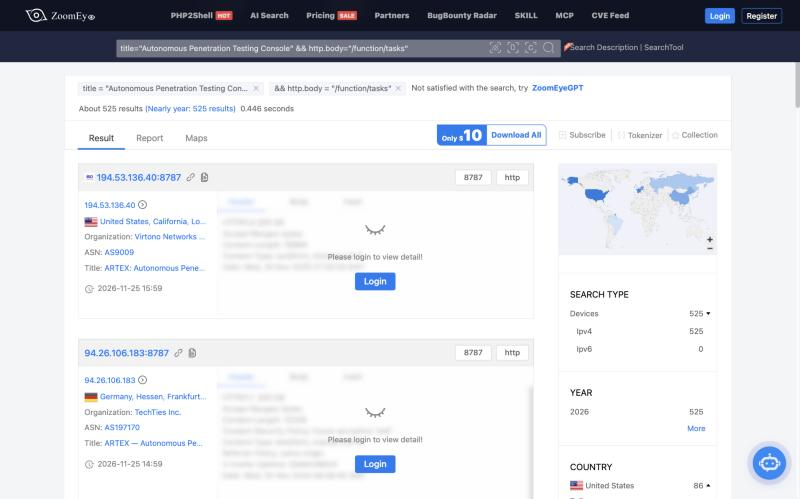 ZoomEye
PHP2Shell HOT AI Search Pricing SALE Partners BugBounty Radar SKILL MCP CVE Feed Login Register
title="Autonomous Penetration Testing Console" && http.body="/function/tasks" Search Description | SearchTool
title = "Autonomous Penetration Testing Con... × && http.body = "/function/tasks" × Not satisfied with the search, try ZoomEyeGPT
About 525 results (Nearly year: 525 results) 0.446 seconds
Result Report Maps Only $ 10 Download All Subscribe Tokenizer Collection
194.53.136.40:8787 8787 http
194.53.136.40
United States, California, Lo...
Organization: Virtono Networks ...
ASN: AS9009
Title: ARTEX: Autonomous Pene...
2026-11-25 15:59
Please login to view detail!
Login
94.26.106.183:8787 8787 http
94.26.106.183
Germany, Hessen, Frankfurt...
Organization: TechTies Inc.
ASN: AS197170
Title: ARTEX — Autonomous Pe...
2026-11-25 14:59
Please login to view detail!
Login
+
−
SEARCH TYPE
Devices 525
Ipv4 525
Ipv6 0
YEAR
2026 525
More
COUNTRY
United States 86